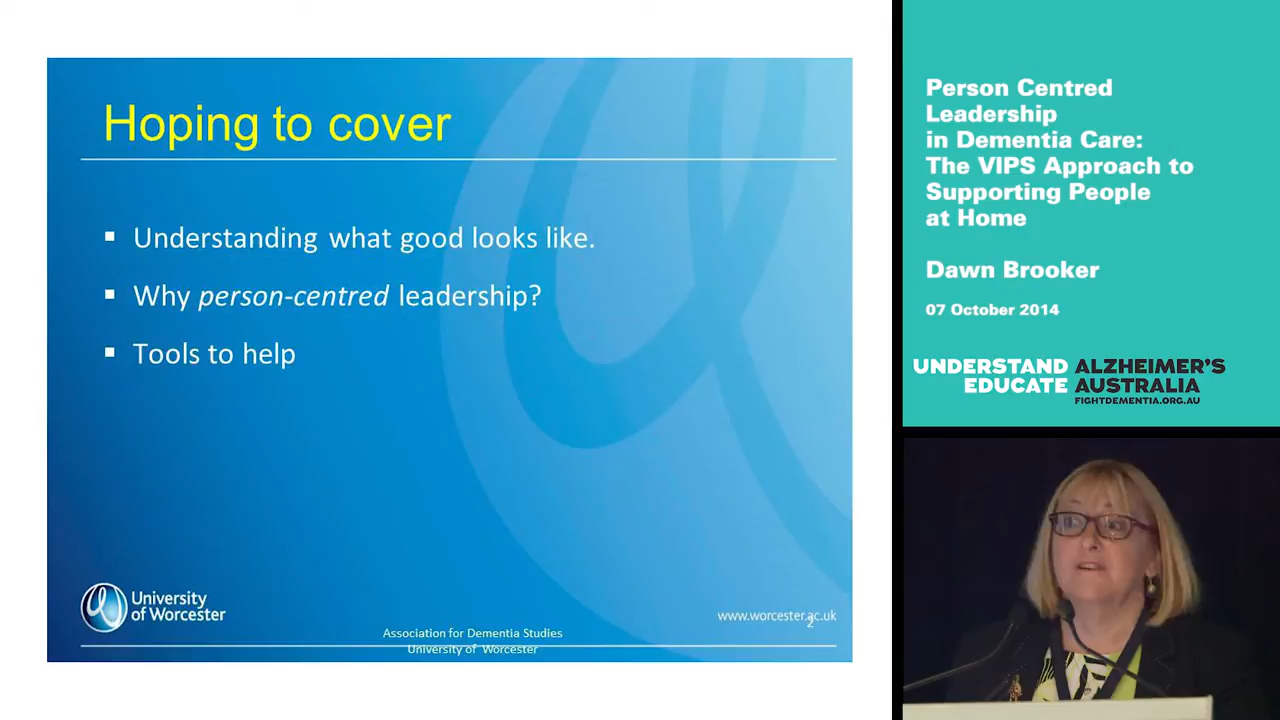 Hoping to cover
Understanding what good looks like.
Why person-centred leadership?
Tools to help
University
of Worcester
www.worcester.ac.uk
2
Association for Dementia Studies
University of Worcester
Person Centred
Leadership
in Dementia Care:
The VIPS Approach to
Supporting People
at Home
Dawn Brooker
07 October 2014
UNDERSTAND
EDUCATE
ALZHEIMER'S
AUSTRALIA
FIGHTDEMENTIA.ORG.AU